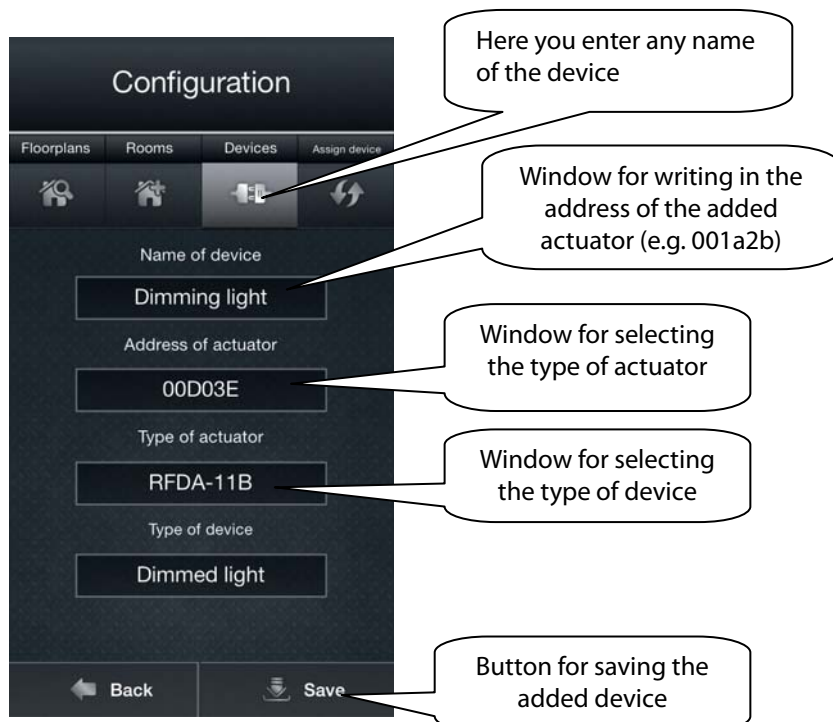 Configuration
Floorplans Rooms Devices Assign device
Name of device
Dimming light
Address of actuator
00D03E
Type of actuator
RFDA-11B
Type of device
Dimmed light
Back Save
Here you enter any name
of the device
Window for writing in the
address of the added
actuator (e.g. 001a2b)
Window for selecting
the type of actuator
Window for selecting
the type of device
Button for saving the
added device